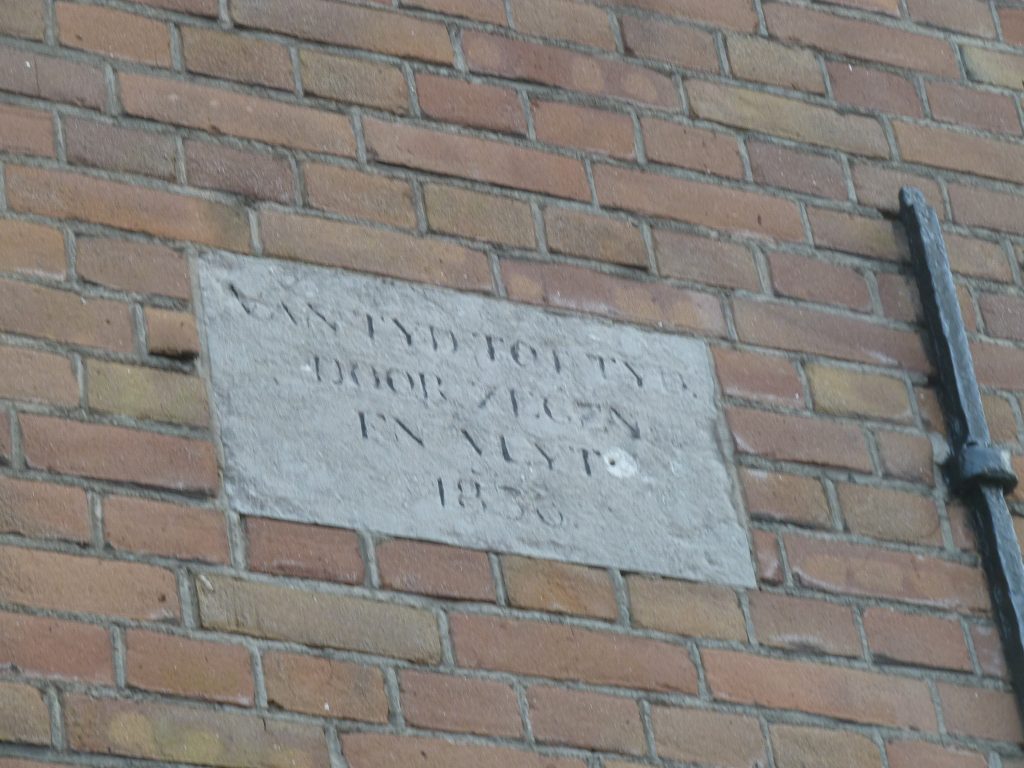 VAN TYD TOT TYD.
DOOR ZEGEN
EN VLYT
1836.